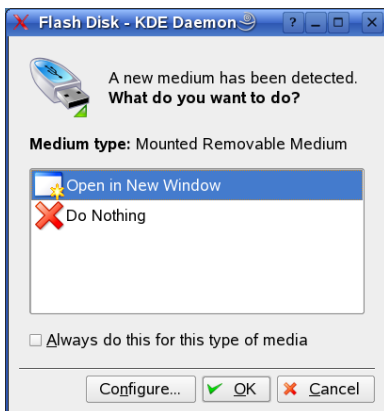 Flash Disk - KDE Daemon
A new medium has been detected.
What do you want to do?
Medium type: Mounted Removable Medium
Open in New Window
Do Nothing
Always do this for this type of media
Configure... OK Cancel